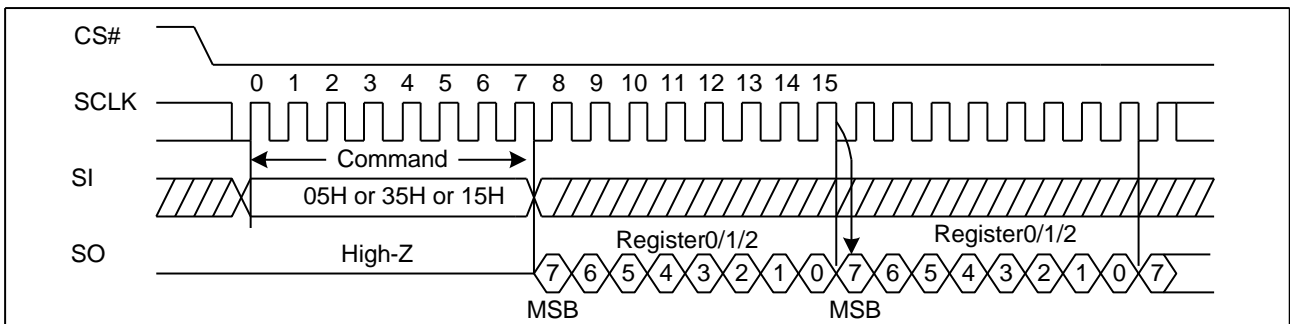 CS#
0 1 2 3 4 5 6 7 8 9 10 11 12 13 14 15
SCLK
Command
SI
05H or 35H or 15H
Register0/1/2 Register0/1/2
SO
High-Z
7 6 5 4 3 2 1 0 7 6 5 4 3 2 1 0 7
MSB MSB